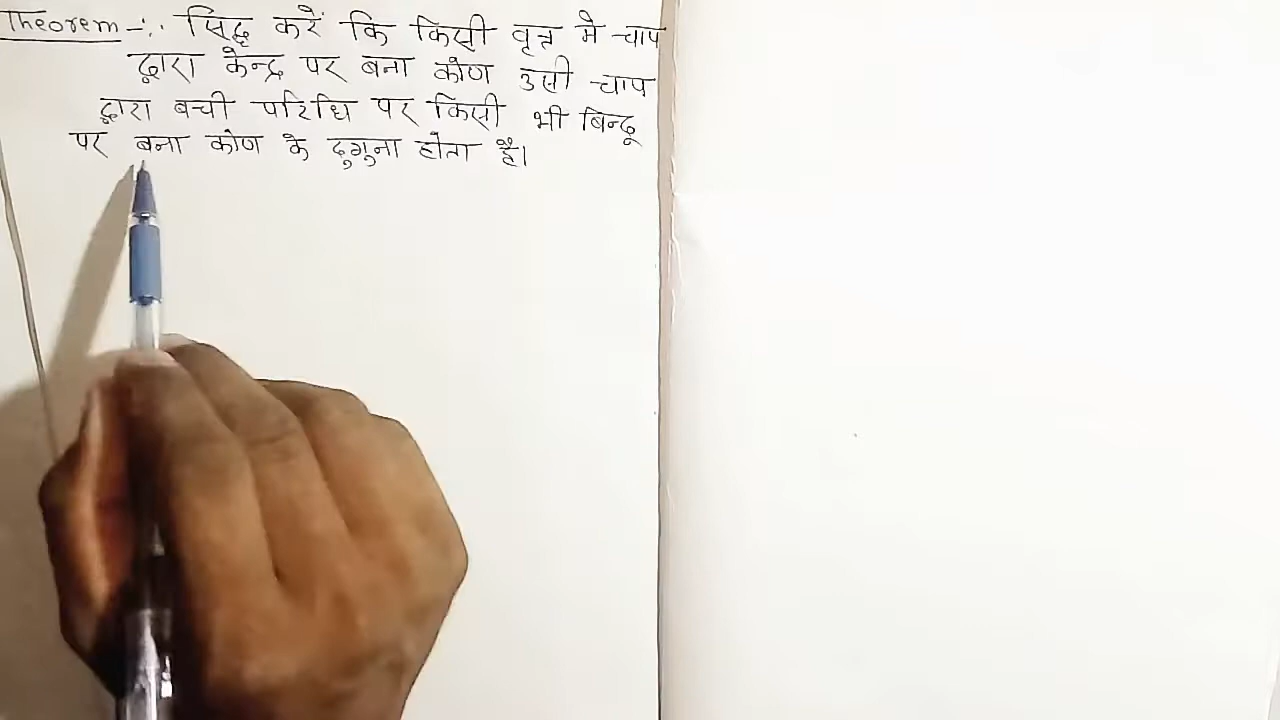 Theorem -:. सिद्ध करें कि किसी वृत्त मे चाप
द्वारा केन्द्र पर बना कोण उसी चाप
द्वारा बची परिधि पर किसी भी बिन्दू
पर बना कोण के दुगुना होता है।